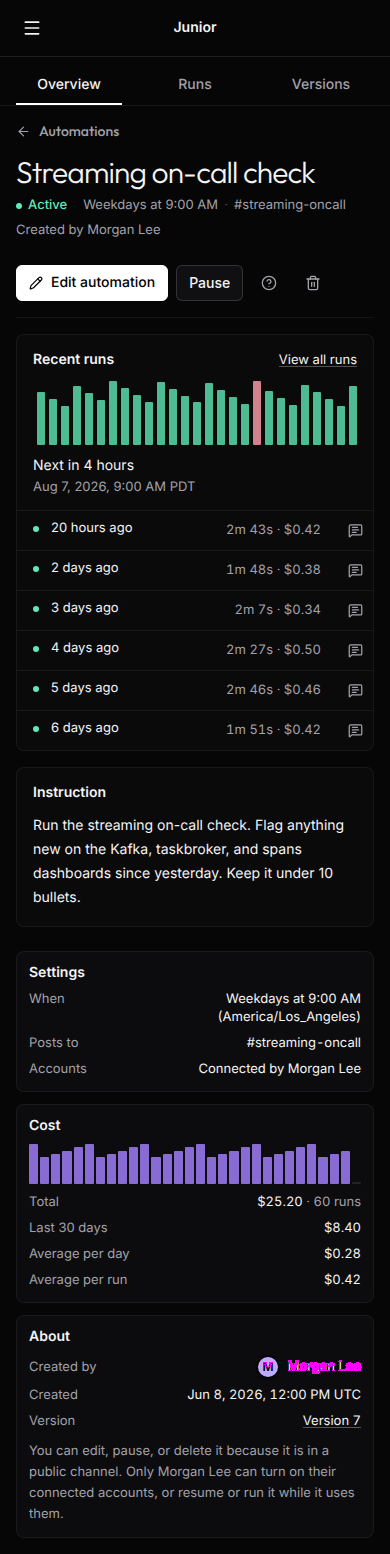 Junior
Overview
Runs
Versions
Automations
Streaming on-call check
Active Weekdays at 9:00 AM · #streaming-oncall
Created by Morgan Lee
Edit automation
Pause
Recent runs
View all runs
Next in 4 hours
Aug 7, 2026, 9:00 AM PDT
20 hours ago 2m 43s · $0.42
2 days ago 1m 48s · $0.38
3 days ago 2m 7s · $0.34
4 days ago 2m 27s · $0.50
5 days ago 2m 46s · $0.46
6 days ago 1m 51s · $0.42
Instruction
Run the streaming on-call check. Flag anything
new on the Kafka, taskbroker, and spans
dashboards since yesterday. Keep it under 10
bullets.
Settings
When Weekdays at 9:00 AM
(America/Los_Angeles)
Posts to #streaming-oncall
Accounts Connected by Morgan Lee
Cost
Total $25.20 · 60 runs
Last 30 days $8.40
Average per day $0.28
Average per run $0.42
About
Created by M Morgan Lee
Created Jun 8, 2026, 12:00 PM UTC
Version Version 7
You can edit, pause, or delete it because it is in a
public channel. Only Morgan Lee can turn on their
connected accounts, or resume or run it while it uses
them.